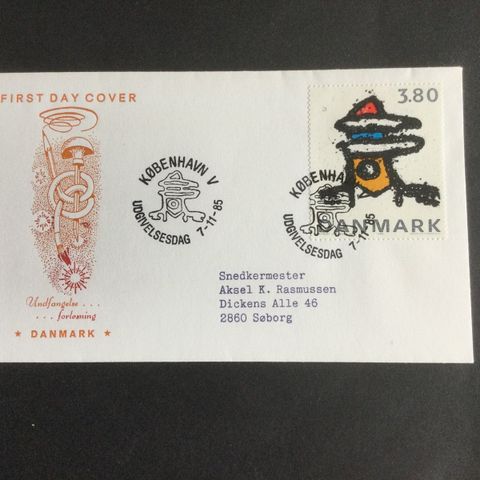 FIRST DAY COVER
Undfangelse . . .
. . forløsning
★ DANMARK ★
KØBENHAVN V
UDGIVELSESDAG 7-11-85
3.80
DANMARK
KØBENHAVN
UDGIVELSESDAG 7-11-85
Snedkermester
Aksel K. Rasmussen
Dickens Alle 46
2860 Søborg